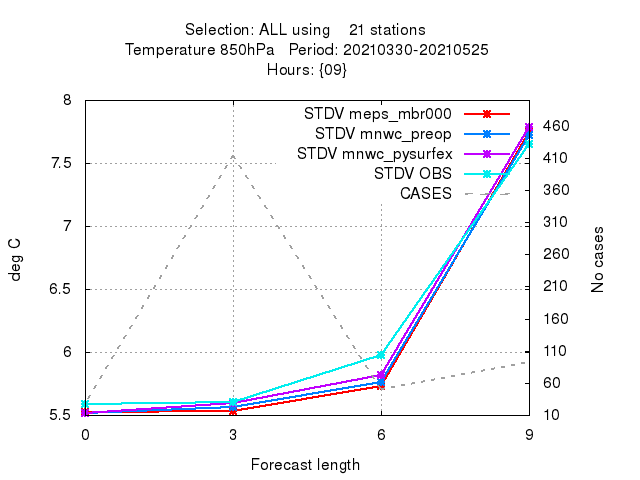 Selection: ALL using    21 stations
Temperature 850hPa   Period: 20210330-20210525
Hours: {09}
STDV meps_mbr000
STDV mnwc_preop
STDV mnwc_pysurfex
STDV OBS
CASES
deg C
8
7.5
7
6.5
6
5.5
No cases
460
410
360
310
260
210
160
110
60
10
0 3 6 9
Forecast length